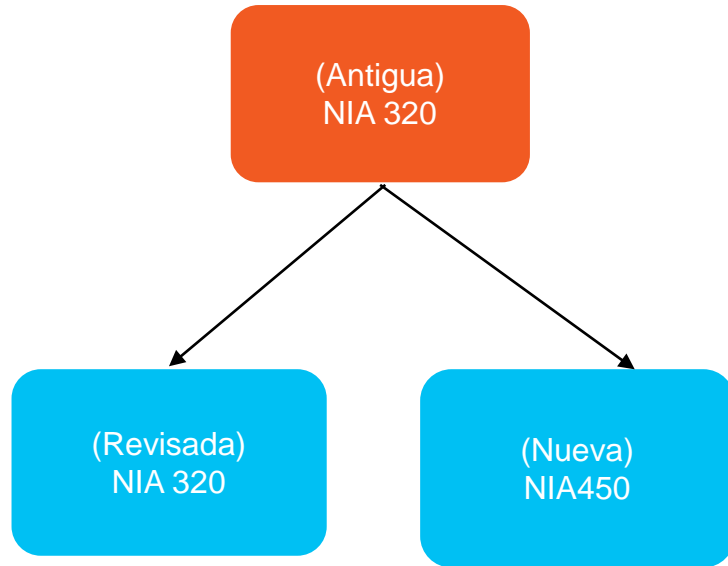 (Antigua)
NIA 320
(Revisada)
NIA 320
(Nueva)
NIA450